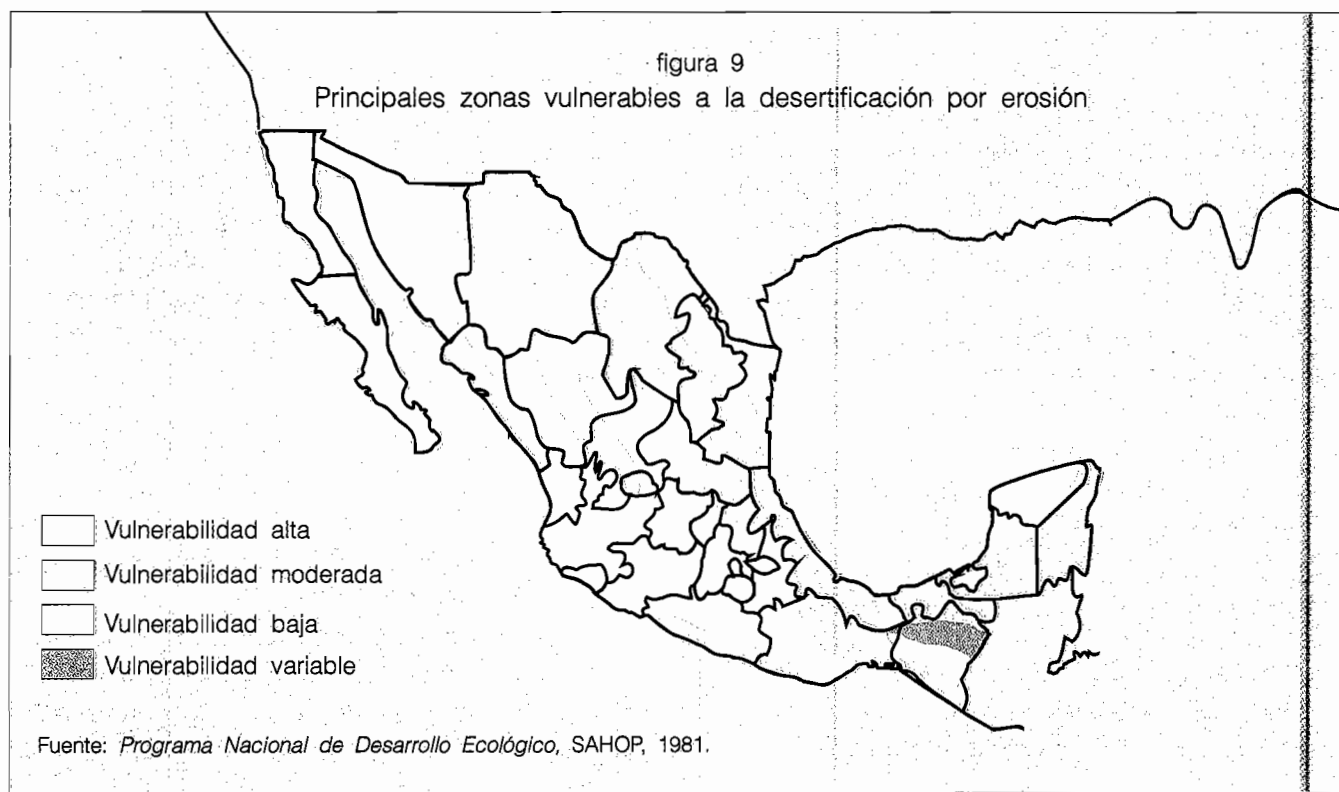 figura 9
Principales zonas vulnerables a la desertificación por erosión
Vulnerabilidad alta
Vulnerabilidad moderada
Vulnerabilidad baja
Vulnerabilidad variable
Fuente: Programa Nacional de Desarrollo Ecológico, SAHOP, 1981.